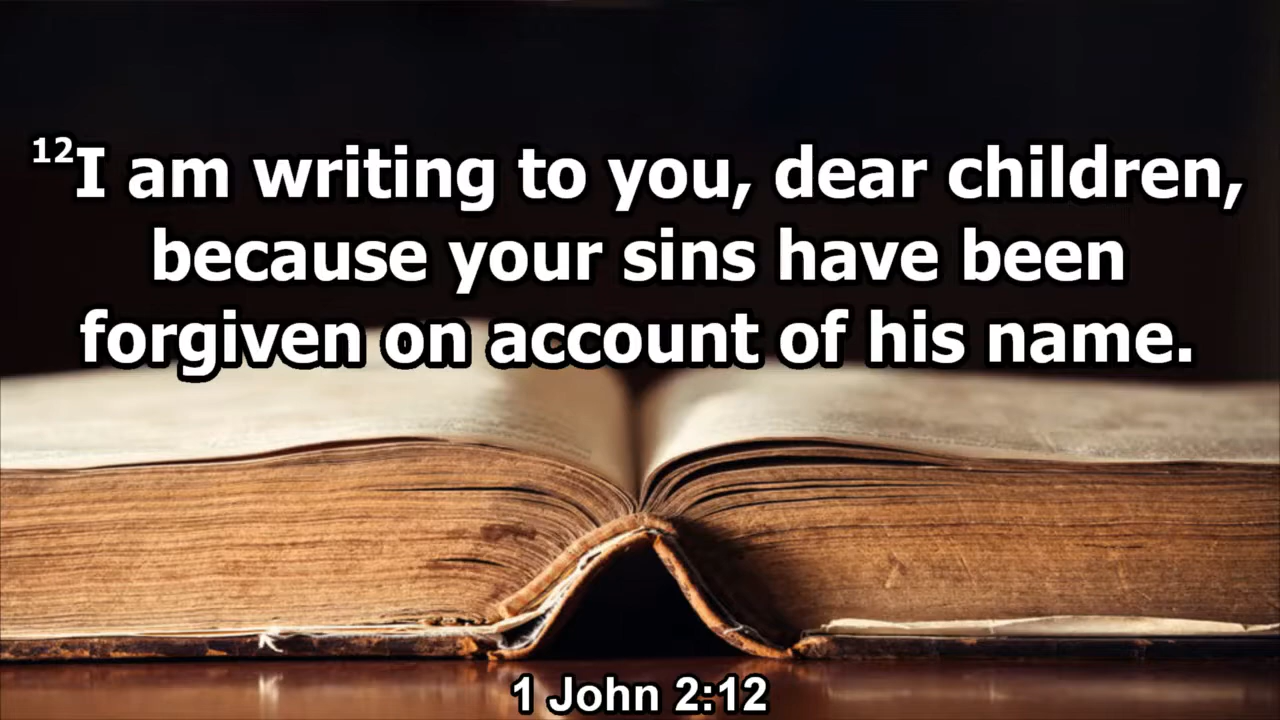 ¹²I am writing to you, dear children,
because your sins have been
forgiven on account of his name.
1 John 2:12